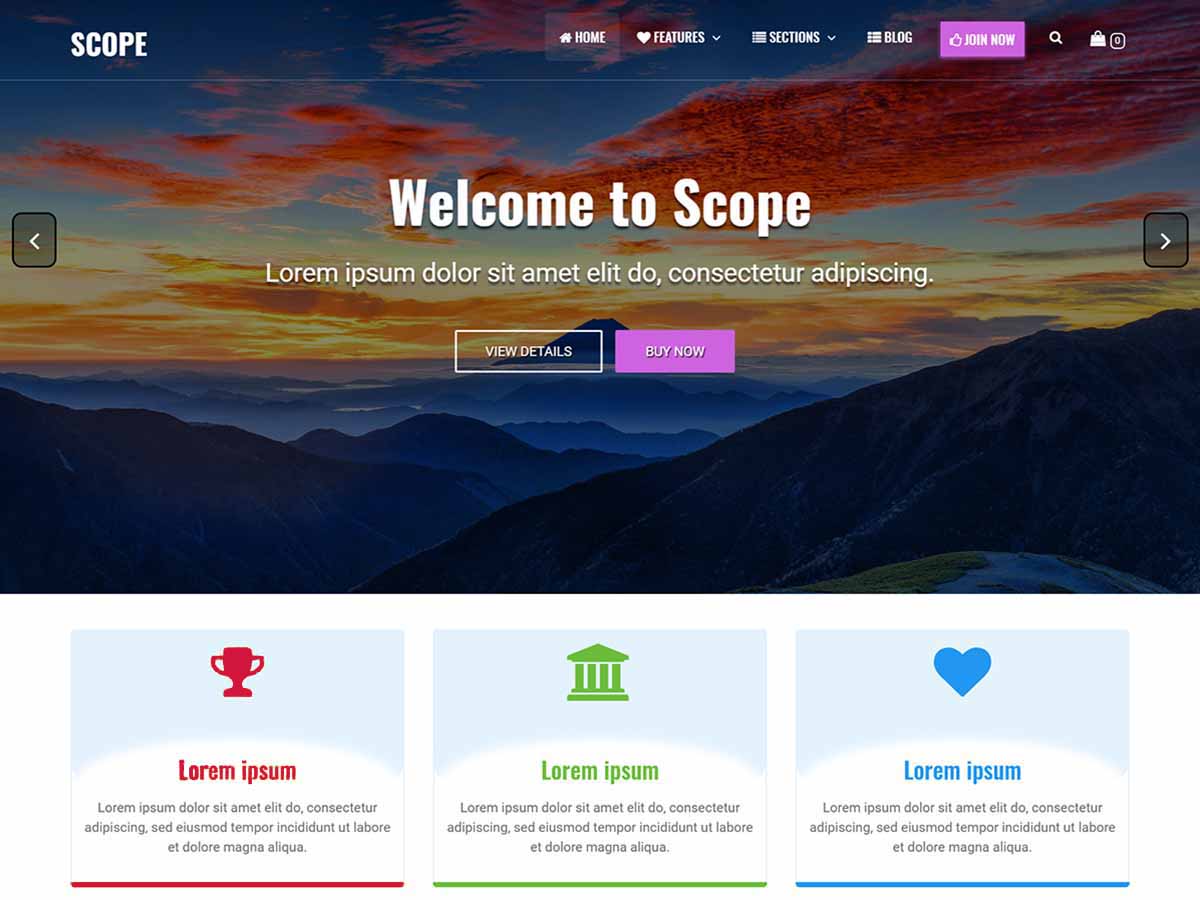 SCOPE
HOME FEATURES SECTIONS BLOG JOIN NOW 0
Welcome to Scope
Lorem ipsum dolor sit amet elit do, consectetur adipiscing.
VIEW DETAILS BUY NOW
Lorem ipsum
Lorem ipsum dolor sit amet elit do, consectetur
adipiscing, sed eiusmod tempor incididunt ut labore
et dolore magna aliqua.
Lorem ipsum
Lorem ipsum dolor sit amet elit do, consectetur
adipiscing, sed eiusmod tempor incididunt ut labore
et dolore magna aliqua.
Lorem ipsum
Lorem ipsum dolor sit amet elit do, consectetur
adipiscing, sed eiusmod tempor incididunt ut labore
et dolore magna aliqua.